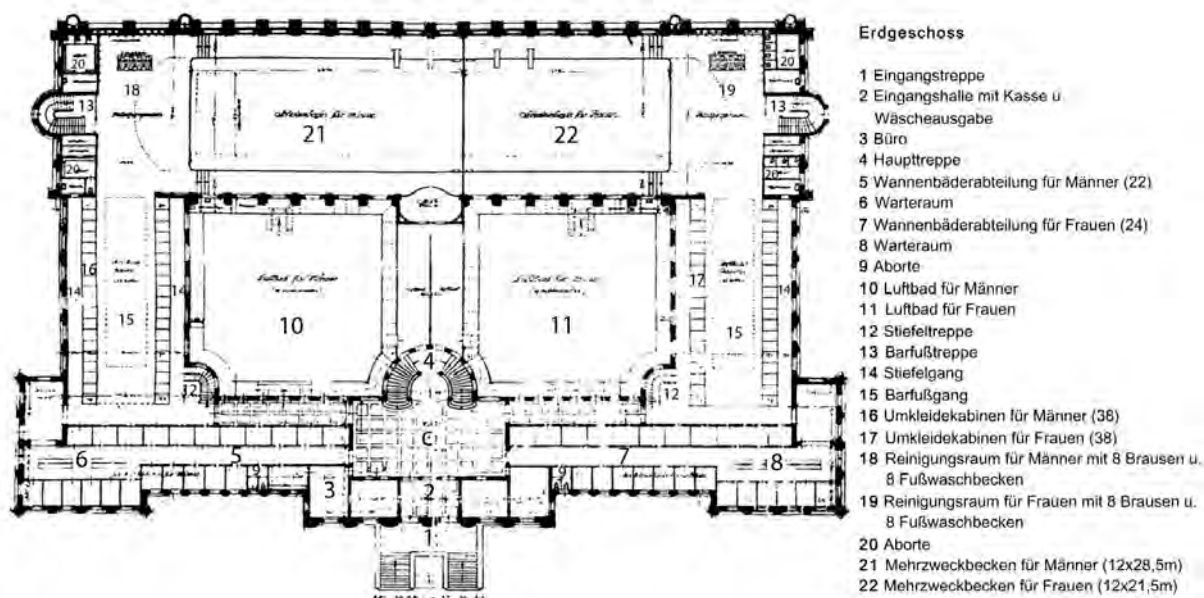 20
18
13
20
16
14
14
15
12
21
22
10
11
4
C
19
20
13
20
17
14
15
12
6
5
9
3
2
1
9
7
8
Erdgeschoss
1 Eingangstreppe
2 Eingangshalle mit Kasse u.
Wäscheausgabe
3 Büro
4 Haupttreppe
5 Wannenbäderabteilung für Männer (22)
6 Warteraum
7 Wannenbäderabteilung für Frauen (24)
8 Warteraum
9 Aborte
10 Luftbad für Männer
11 Luftbad für Frauen
12 Stiefeltreppe
13 Barfußtreppe
14 Stiefelgang
15 Barfußgang
16 Umkleidekabinen für Männer (38)
17 Umkleidekabinen für Frauen (38)
18 Reinigungsraum für Männer mit 8 Brausen u.
8 Fußwaschbecken
19 Reinigungsraum für Frauen mit 8 Brausen u.
8 Fußwaschbecken
20 Aborte
21 Mehrzweckbecken für Männer (12x28,5m)
22 Mehrzweckbecken für Frauen (12x21,5m)